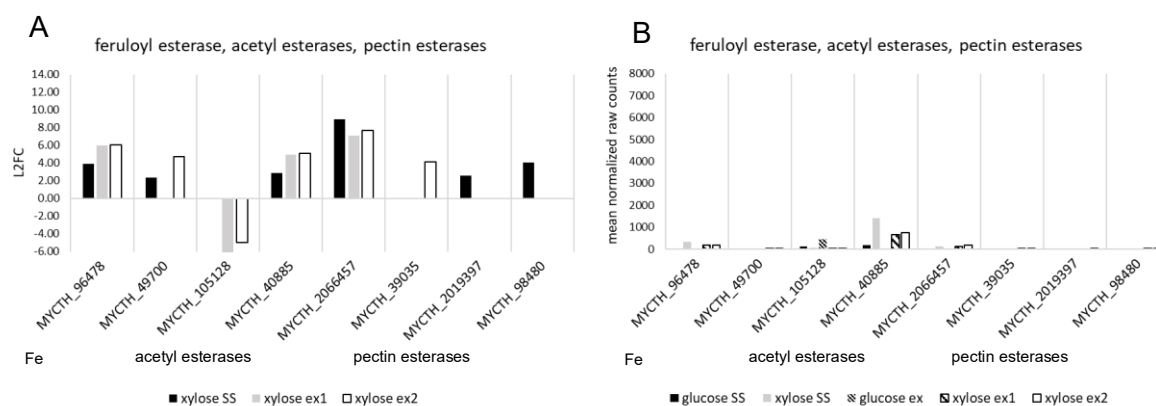 A
feruloyl esterase, acetyl esterases, pectin esterases
L2FC
14.00
12.00
10.00
8.00
6.00
4.00
2.00
0.00
-2.00
-4.00
-6.00
MYCTH_96478
MYCTH_49700
MYCTH_105128
MYCTH_40885
MYCTH_2066457
MYCTH_39035
MYCTH_2019397
MYCTH_98480
Fe
acetyl esterases
pectin esterases
xylose SS xylose ex1 xylose ex2
B
feruloyl esterase, acetyl esterases, pectin esterases
mean normalized raw counts
8000
7000
6000
5000
4000
3000
2000
1000
0
MYCTH_96478
MYCTH_49700
MYCTH_105128
MYCTH_40885
MYCTH_2066457
MYCTH_39035
MYCTH_2019397
MYCTH_98480
Fe
acetyl esterases
pectin esterases
glucose SS xylose SS glucose ex xylose ex1 xylose ex2